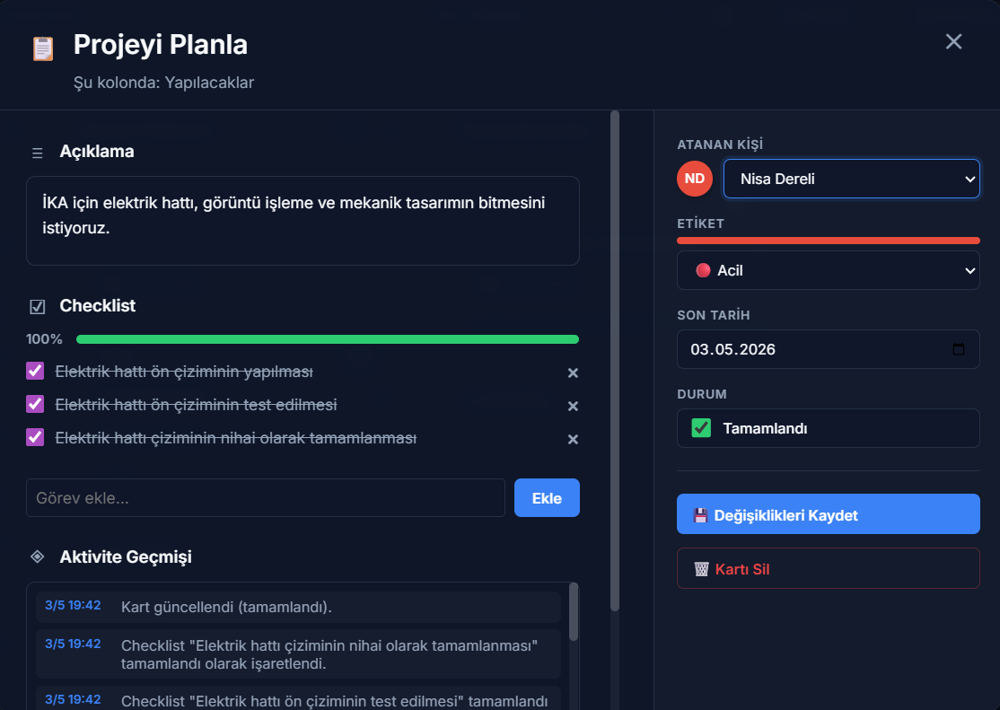 Projeyi Planla
Şu kolonda: Yapılacaklar
Açıklama
İKA için elektrik hattı, görüntü işleme ve mekanik tasarımın bitmesini
istiyoruz.
Checklist
100%
Elektrik hattı ön çiziminin yapılması
Elektrik hattı ön çiziminin test edilmesi
Elektrik hattı çiziminin nihai olarak tamamlanması
Görev ekle...
Ekle
Aktivite Geçmişi
3/5 19:42 Kart güncellendi (tamamlandı).
3/5 19:42 Checklist "Elektrik hattı çiziminin nihai olarak tamamlanması"
tamamlandı olarak işaretlendi.
3/5 19:42 Checklist "Elektrik hattı ön çiziminin test edilmesi" tamamlandı
ATANAN KİŞİ
ND Nisa Dereli
ETİKET
Acil
SON TARİH
03.05.2026
DURUM
Tamamlandı
Değişiklikleri Kaydet
Kartı Sil